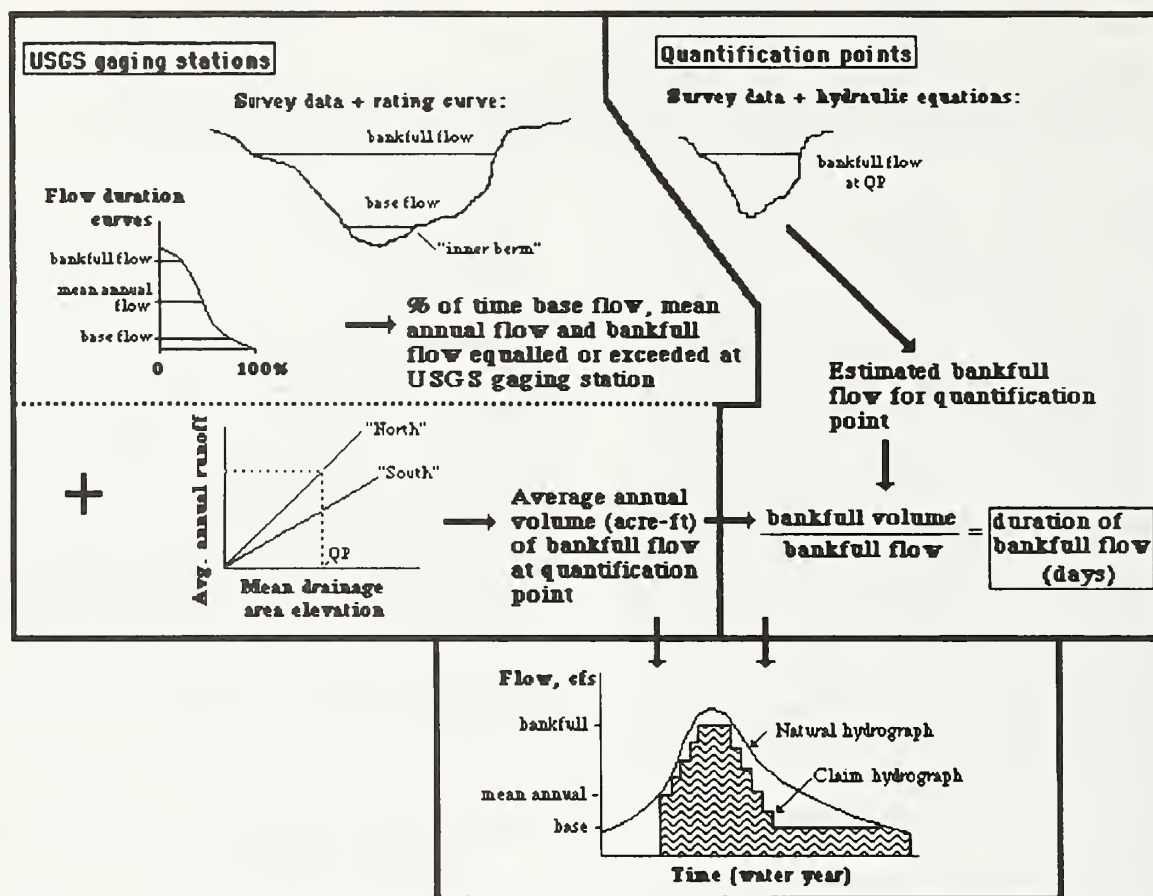 USGS gaging stations
Survey data + rating curve:
bankfull flow
base flow
"inner berm"
Flow duration
curves
bankfull flow
mean annual
flow
base flow
0
100%
% of time base flow, mean
annual flow and bankfull
flow equalled or exceeded at
USGS gaging station
Quantification points
Survey data + hydraulic equations:
bankfull flow
at QP
Estimated bankfull
flow for quantification
point
+
Avg. annual runoff
"North"
"South"
QP
Mean drainage
area elevation
Average annual
volume (acre-ft)
of bankfull flow
at quantification
point
bankfull volume
bankfull flow
=
duration of
bankfull flow
(days)
Flow, cfs
bankfull
mean annual
base
Natural hydrograph
Claim hydrograph
Time (water year)